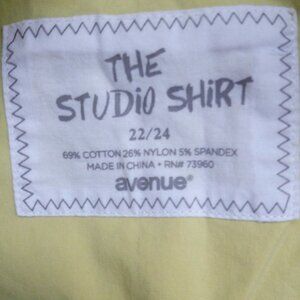 THE
STUDiO SHiRT
22/24
69% COTTON 26% NYLON 5% SPANDEX
MADE IN CHINA • RN# 73960
avenue®